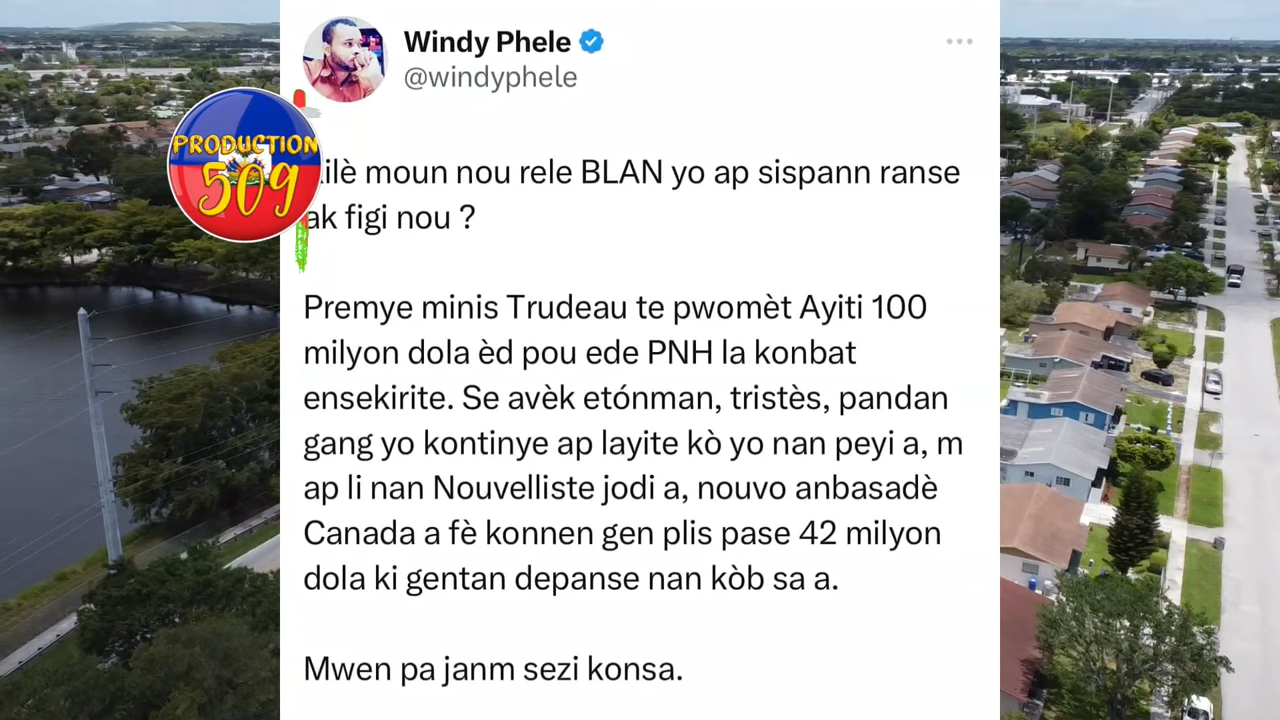 Windy Phele
@windyphele
PRODUCTION
509
moun nou rele BLAN yo ap sispann ranse
ak figi nou ?
Premye minis Trudeau te pwomèt Ayiti 100
milyon dola èd pou ede PNH la konbat
ensekirite. Se avèk etónman, tristès, pandan
gang yo kontinye ap layite kò yo nan peyi a, m
ap li nan Nouvelliste jodi a, nouvo anbasadè
Canada a fè konnen gen plis pase 42 milyon
dola ki gentan depanse nan kòb sa a.
Mwen pa janm sezi konsa.